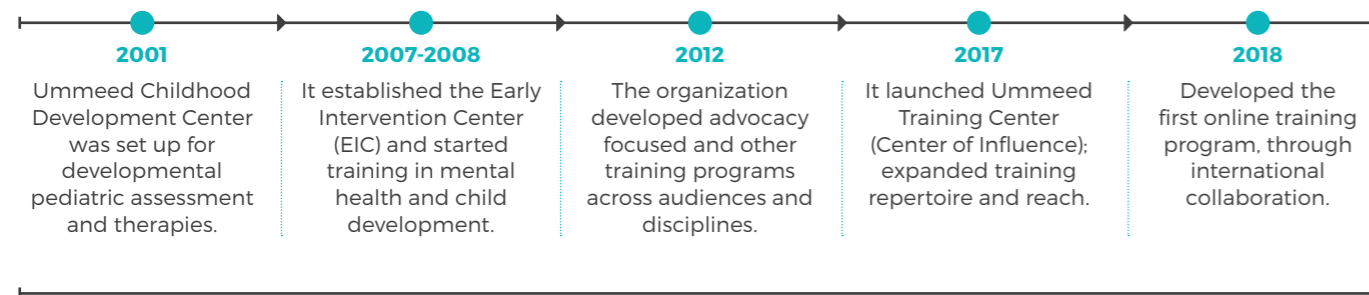 2001
Ummeed Childhood
Development Center
was set up for
developmental
pediatric assessment
and therapies.
2007-2008
It established the Early
Intervention Center
(EIC) and started
training in mental
health and child
development.
2012
The organization
developed advocacy
focused and other
training programs
across audiences and
disciplines.
2017
It launched Ummeed
Training Center
(Center of Influence);
expanded training
repertoire and reach.
2018
Developed the
first online training
program, through
international
collaboration.